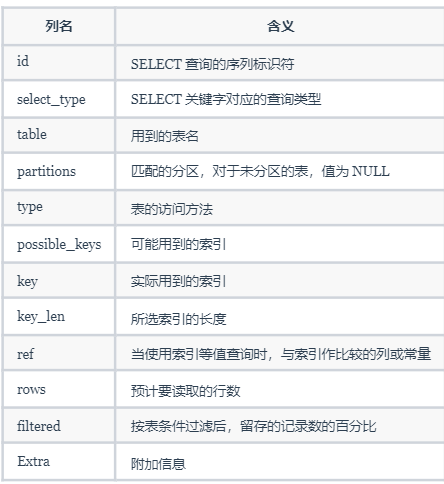 列名 含义
id SELECT 查询的序列标识符
select_type SELECT 关键字对应的查询类型
table 用到的表名
partitions 匹配的分区，对于未分区的表，值为 NULL
type 表的访问方法
possible_keys 可能用到的索引
key 实际用到的索引
key_len 所选索引的长度
ref 当使用索引等值查询时，与索引作比较的列或常量
rows 预计要读取的行数
filtered 按表条件过滤后，留存的记录数的百分比
Extra 附加信息